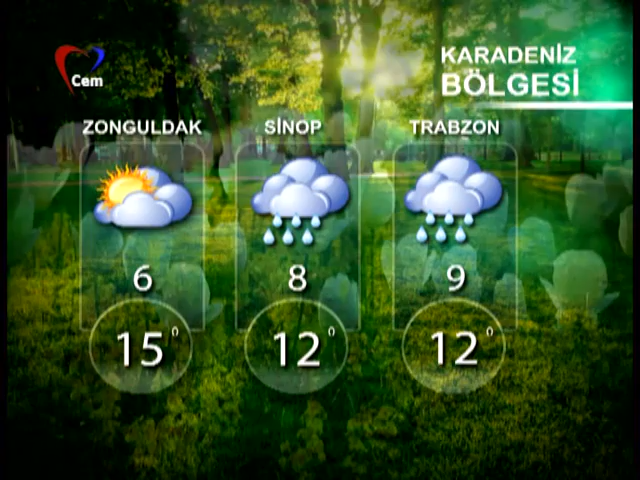 Cem
KARADENİZ
BÖLGESİ
ZONGULDAK
SİNOP
TRABZON
6
8
9
15°
12°
12°